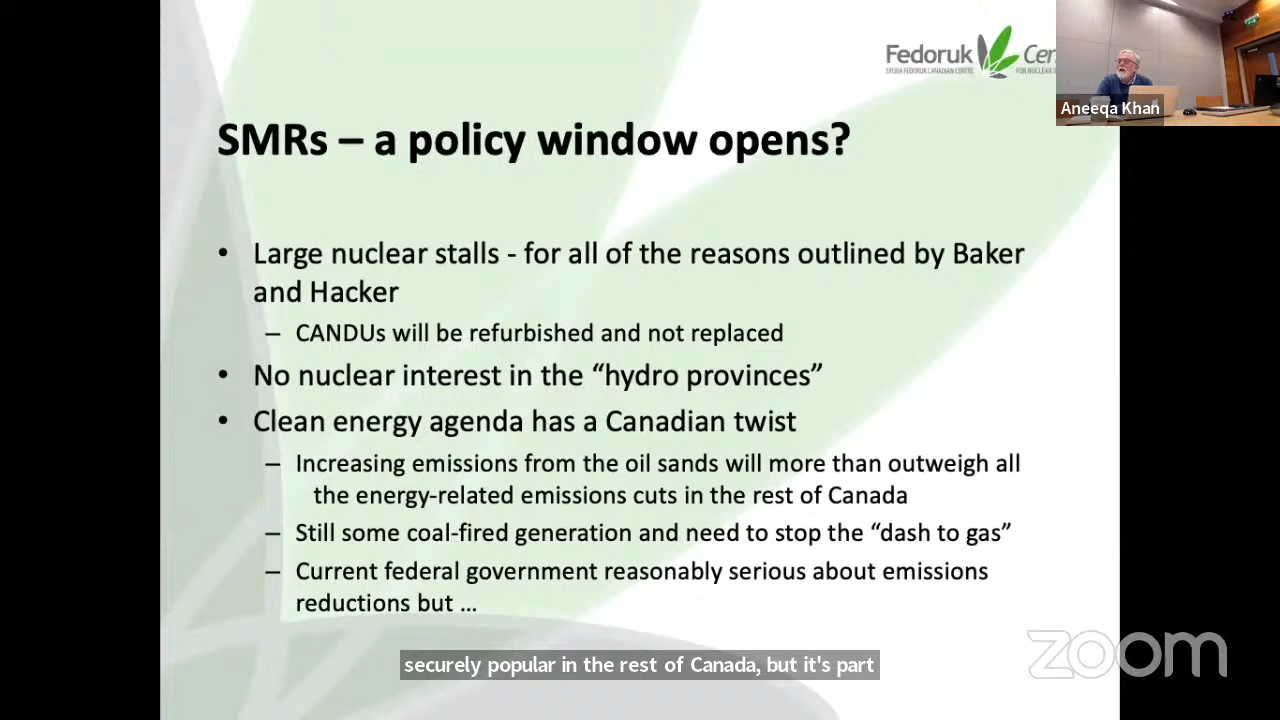 Fedoruk Cen
SYLVIA FEDORUK CANADIAN CENTRE FOR NUCLEAR
Aneeqa Khan
SMRs – a policy window opens?
• Large nuclear stalls - for all of the reasons outlined by Baker
and Hacker
– CANDUs will be refurbished and not replaced
• No nuclear interest in the “hydro provinces”
• Clean energy agenda has a Canadian twist
– Increasing emissions from the oil sands will more than outweigh all
the energy-related emissions cuts in the rest of Canada
– Still some coal-fired generation and need to stop the “dash to gas”
– Current federal government reasonably serious about emissions
reductions but …
securely popular in the rest of Canada, but it's part
zoom